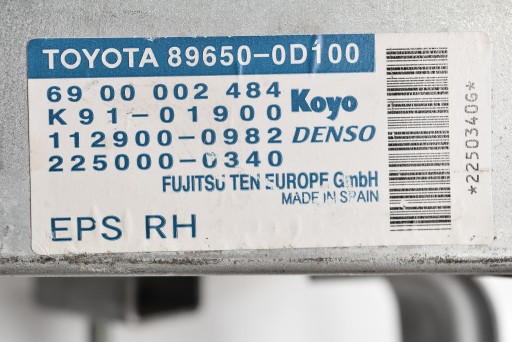 TOYOTA 89650-0D100
69 00 002 484
K91-01900 Koyo
112900-0982 DENSO
225000-0340
FUJITSU TEN EUROPE GmbH
MADE IN SPAIN
EPS RH
*2250340G*